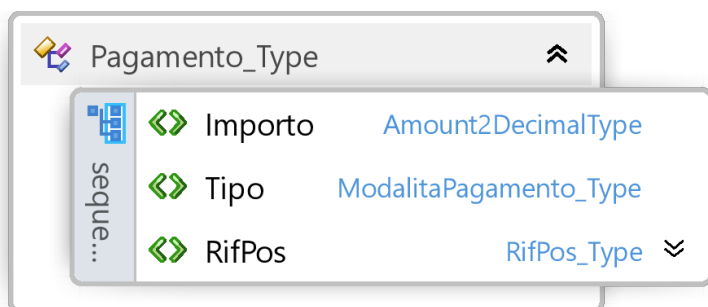 Pagamento_Type
seque...
Importo Amount2DecimalType
Tipo ModalitaPagamento_Type
RifPos RifPos_Type